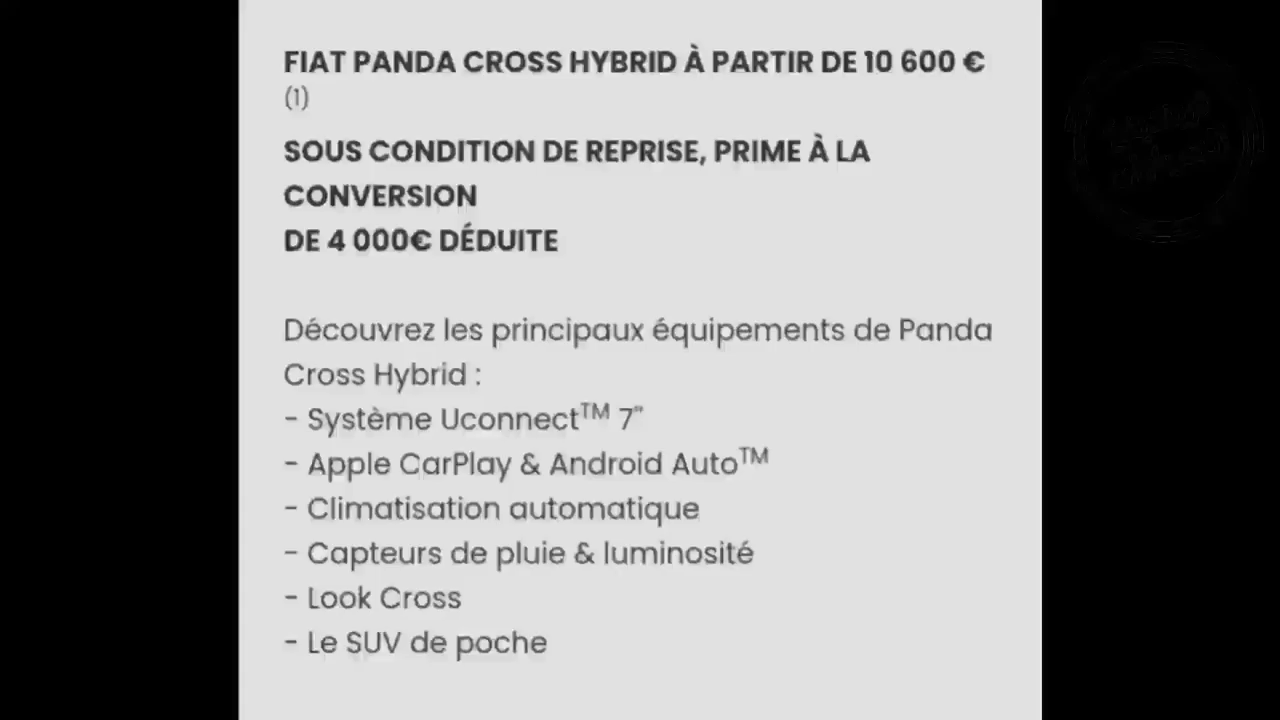 FIAT PANDA CROSS HYBRID À PARTIR DE 10 600 €
(1)
SOUS CONDITION DE REPRISE, PRIME À LA
CONVERSION
DE 4 000€ DÉDUITE
Découvrez les principaux équipements de Panda
Cross Hybrid :
- Système Uconnect™ 7"
- Apple CarPlay & Android Auto™
- Climatisation automatique
- Capteurs de pluie & luminosité
- Look Cross
- Le SUV de poche